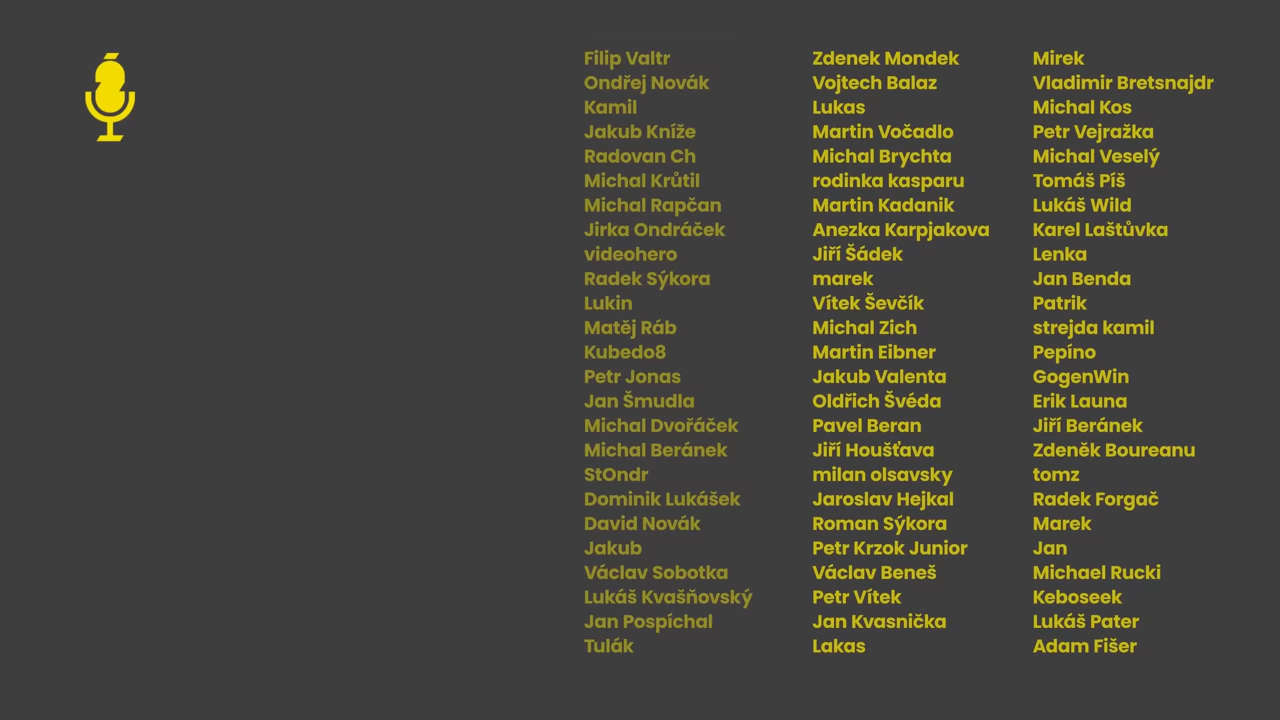 Filip Valtr
Ondřej Novák
Kamil
Jakub Kníže
Radovan Ch
Michal Krůtil
Michal Rapčan
Jirka Ondráček
videohero
Radek Sýkora
Lukin
Matěj Ráb
Kubedo8
Petr Jonas
Jan Šmudla
Michal Dvořáček
Michal Beránek
StOndr
Dominik Lukášek
David Novák
Jakub
Václav Sobotka
Lukáš Kvašňovský
Jan Pospíchal
Tulák
Zdenek Mondek
Vojtech Balaz
Lukas
Martin Vočadlo
Michal Brychta
rodinka kasparu
Martin Kadanik
Anezka Karpjakova
Jiří Šádek
marek
Vítek Ševčík
Michal Zich
Martin Eibner
Jakub Valenta
Oldřich Švéda
Pavel Beran
Jiří Houšťava
milan olsavsky
Jaroslav Hejkal
Roman Sýkora
Petr Krzok Junior
Václav Beneš
Petr Vítek
Jan Kvasnička
Lakas
Mirek
Vladimir Bretsnajdr
Michal Kos
Petr Vejražka
Michal Veselý
Tomáš Píš
Lukáš Wild
Karel Laštůvka
Lenka
Jan Benda
Patrik
strejda kamil
Pepíno
GogenWin
Erik Launa
Jiří Beránek
Zdeněk Boureanu
tomz
Radek Forgač
Marek
Jan
Michael Rucki
Keboseek
Lukáš Pater
Adam Fišer